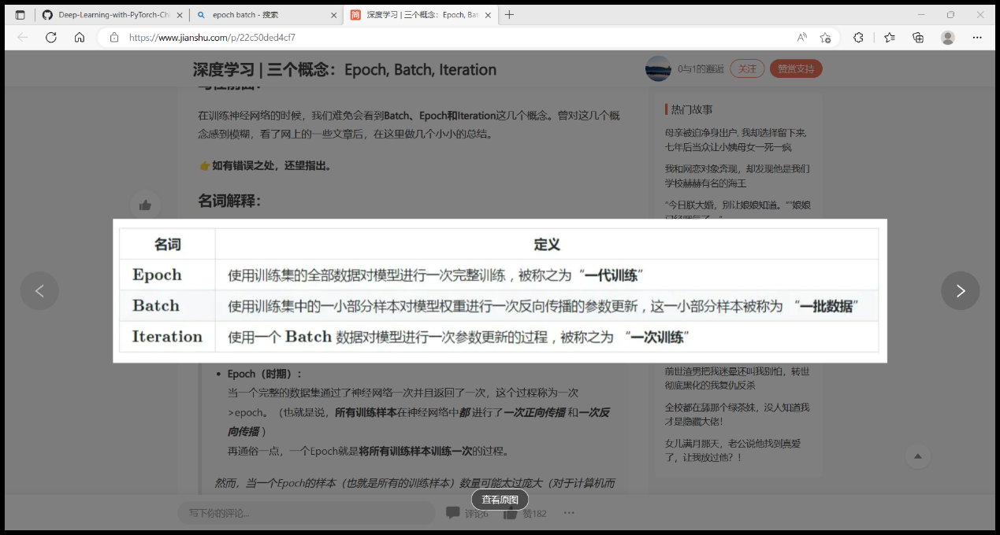 Deep-Learning-with-PyTorch-Chi
epoch batch - 搜索
深度学习 | 三个概念：Epoch, Bat
https://www.jianshu.com/p/22c50ded4cf7
深度学习 | 三个概念：Epoch, Batch, Iteration
0与1的邂逅
关注
赞赏支持
在训练神经网络的时候，我们难免会看到Batch、Epoch和Iteration这几个概念。曾对这几个概
念感到模糊，看了网上的一些文章后，在这里做几个小小的总结。
👉如有错误之处，还望指出。
名词解释：
热门故事
母亲被迫净身出户, 我却选择留下来,
七年后当众让小姨母女一死一疯
我和网恋对象奔现，却发现他是我们
学校赫赫有名的海王
“今日朕大婚，别让娘娘知道。”“娘娘
名词 定义
Epoch 使用训练集的全部数据对模型进行一次完整训练，被称之为“一代训练”
Batch 使用训练集中的一小部分样本对模型权重进行一次反向传播的参数更新，这一小部分样本被称为 “一批数据”
Iteration 使用一个 Batch 数据对模型进行一次参数更新的过程，被称之为 “一次训练”
• Epoch（时期）:
当一个完整的数据集通过了神经网络一次并且返回了一次，这个过程称为一次
>epoch。（也就是说，所有训练样本在神经网络中都 进行了一次正向传播 和一次反
向传播 ）
再通俗一点，一个Epoch就是将所有训练样本训练一次的过程。
然而，当一个Epoch的样本（也就是所有的训练样本）数量可能太过庞大（对于计算机而
前世渣男把我迷晕还叫我别怕，转世
彻底黑化的我复仇反杀
全校都在舔那个绿茶妹，没人知道我
才是隐藏大佬！
女儿满月那天，老公说他找到真爱
了，让我放过他？！
查看原图
写下你的评论...
评论6
赞182